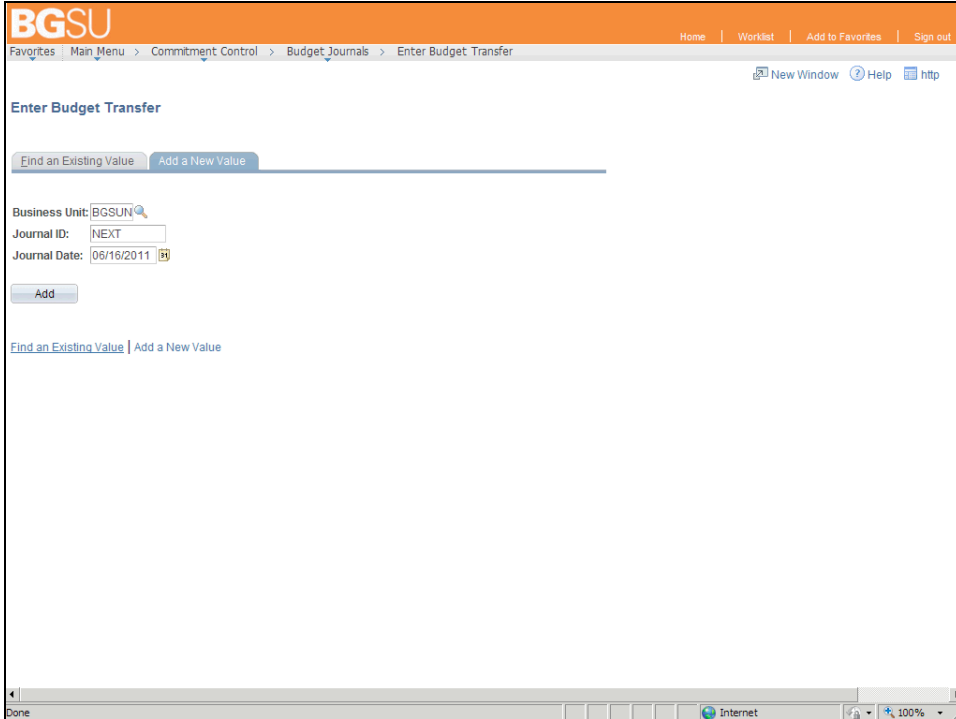 BGSU
Home | Worklist | Add to Favorites | Sign out
Favorites Main Menu > Commitment Control > Budget Journals > Enter Budget Transfer
New Window ? Help http
Enter Budget Transfer
Find an Existing Value Add a New Value
Business Unit: BGSUN
Journal ID: NEXT
Journal Date: 06/16/2011 31
Add
Find an Existing Value | Add a New Value
Done Internet 100%